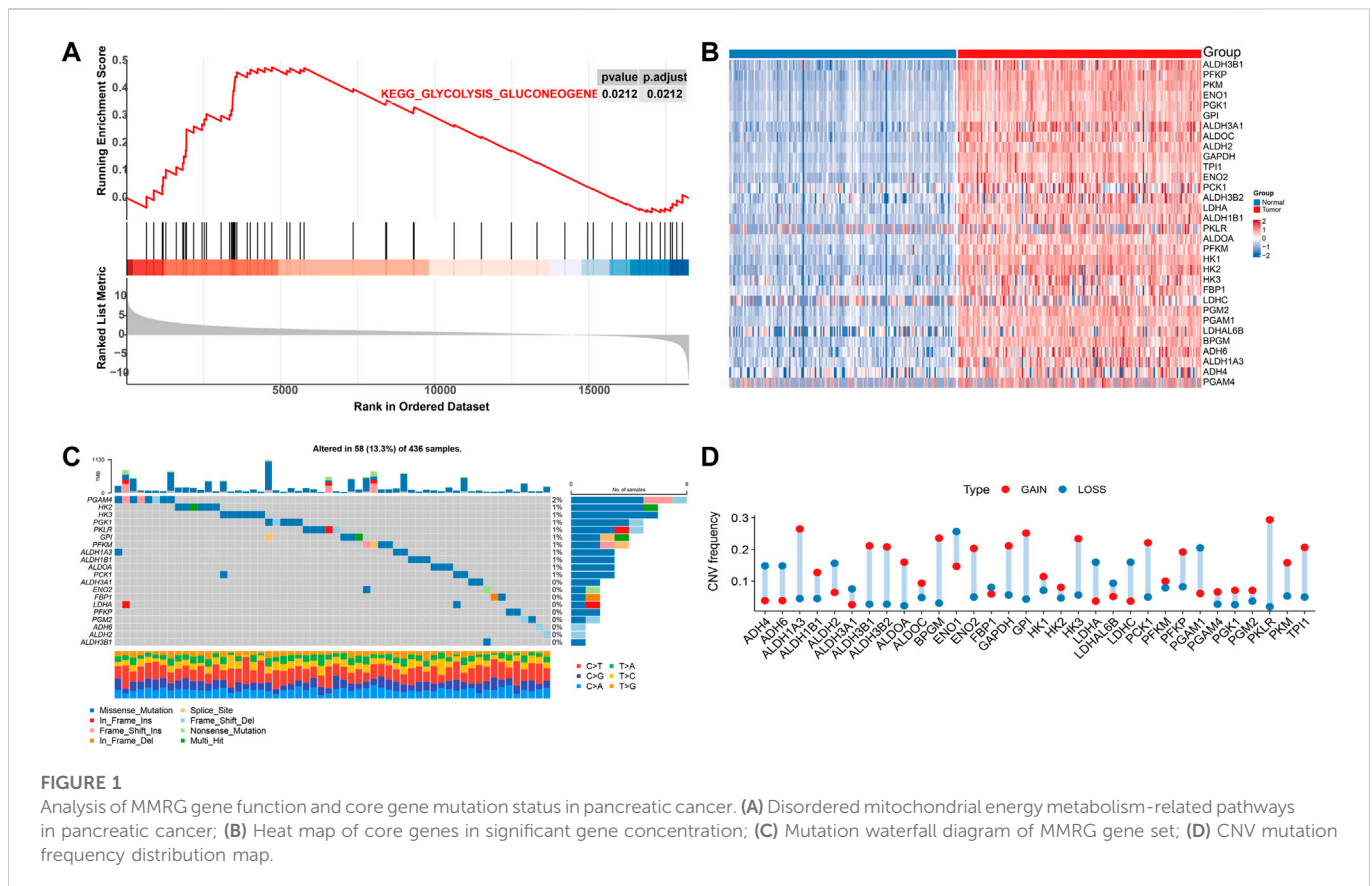 A
0.5
0.4
0.3
0.2
0.1
0.0
Running Enrichment Score
pvalue p.adjust
KEGG_GLYCOLYSIS_GLUCONEOGENE 0.0212 0.0212
10
5
0
−5
−10
Ranked List Metric
5000 10000 15000
Rank in Ordered Dataset
B
Group
ALDH3B1
PFKP
PKM
ENO1
PGK1
GPI
ALDH3A1
ALDOC
ALDH2
GAPDH
TPI1
ENO2
PCK1
ALDH3B2
LDHA
ALDH1B1
PKLR
ALDOA
PFKM
HK1
HK2
HK3
FBP1
LDHC
PGM2
PGAM1
LDHAL6B
BPGM
ADH6
ALDH1A3
ADH4
PGAM4
Group
Normal
Tumor
2
1
0
−1
−2
C
Altered in 58 (13.3%) of 436 samples.
1130
0
TMB
No. of samples
0 8
PGAM4 2%
HK2 1%
HK3 1%
PGK1 1%
PKLR 1%
GPI 1%
PFKM 1%
ALDH1A3 1%
ALDH1B1 1%
ALDOA 1%
PCK1 1%
ALDH3A1 0%
ENO2 0%
FBP1 0%
LDHA 0%
PFKP 0%
PGM2 0%
ADH6 0%
ALDH2 0%
ALDH3B1 0%
C>T T>A
C>G T>C
C>A T>G
Missense_Mutation Splice_Site
In_Frame_Ins Frame_Shift_Del
Frame_Shift_Ins Nonsense_Mutation
In_Frame_Del Multi_Hit
D
Type GAIN LOSS
0.3
0.2
0.1
CNV frequency
ADH4
ADH6
ALDH1A3
ALDH1B1
ALDH2
ALDH3A1
ALDH3B1
ALDH3B2
ALDOA
ALDOC
BPGM
ENO1
ENO2
FBP1
GAPDH
GPI
HK1
HK2
HK3
LDHA
LDHAL6B
LDHC
PCK1
PFKM
PFKP
PGAM1
PGAM4
PGK1
PGM2
PKLR
PKM
TPI1
FIGURE 1
Analysis of MMRG gene function and core gene mutation status in pancreatic cancer. (A) Disordered mitochondrial energy metabolism-related pathways
in pancreatic cancer; (B) Heat map of core genes in significant gene concentration; (C) Mutation waterfall diagram of MMRG gene set; (D) CNV mutation
frequency distribution map.